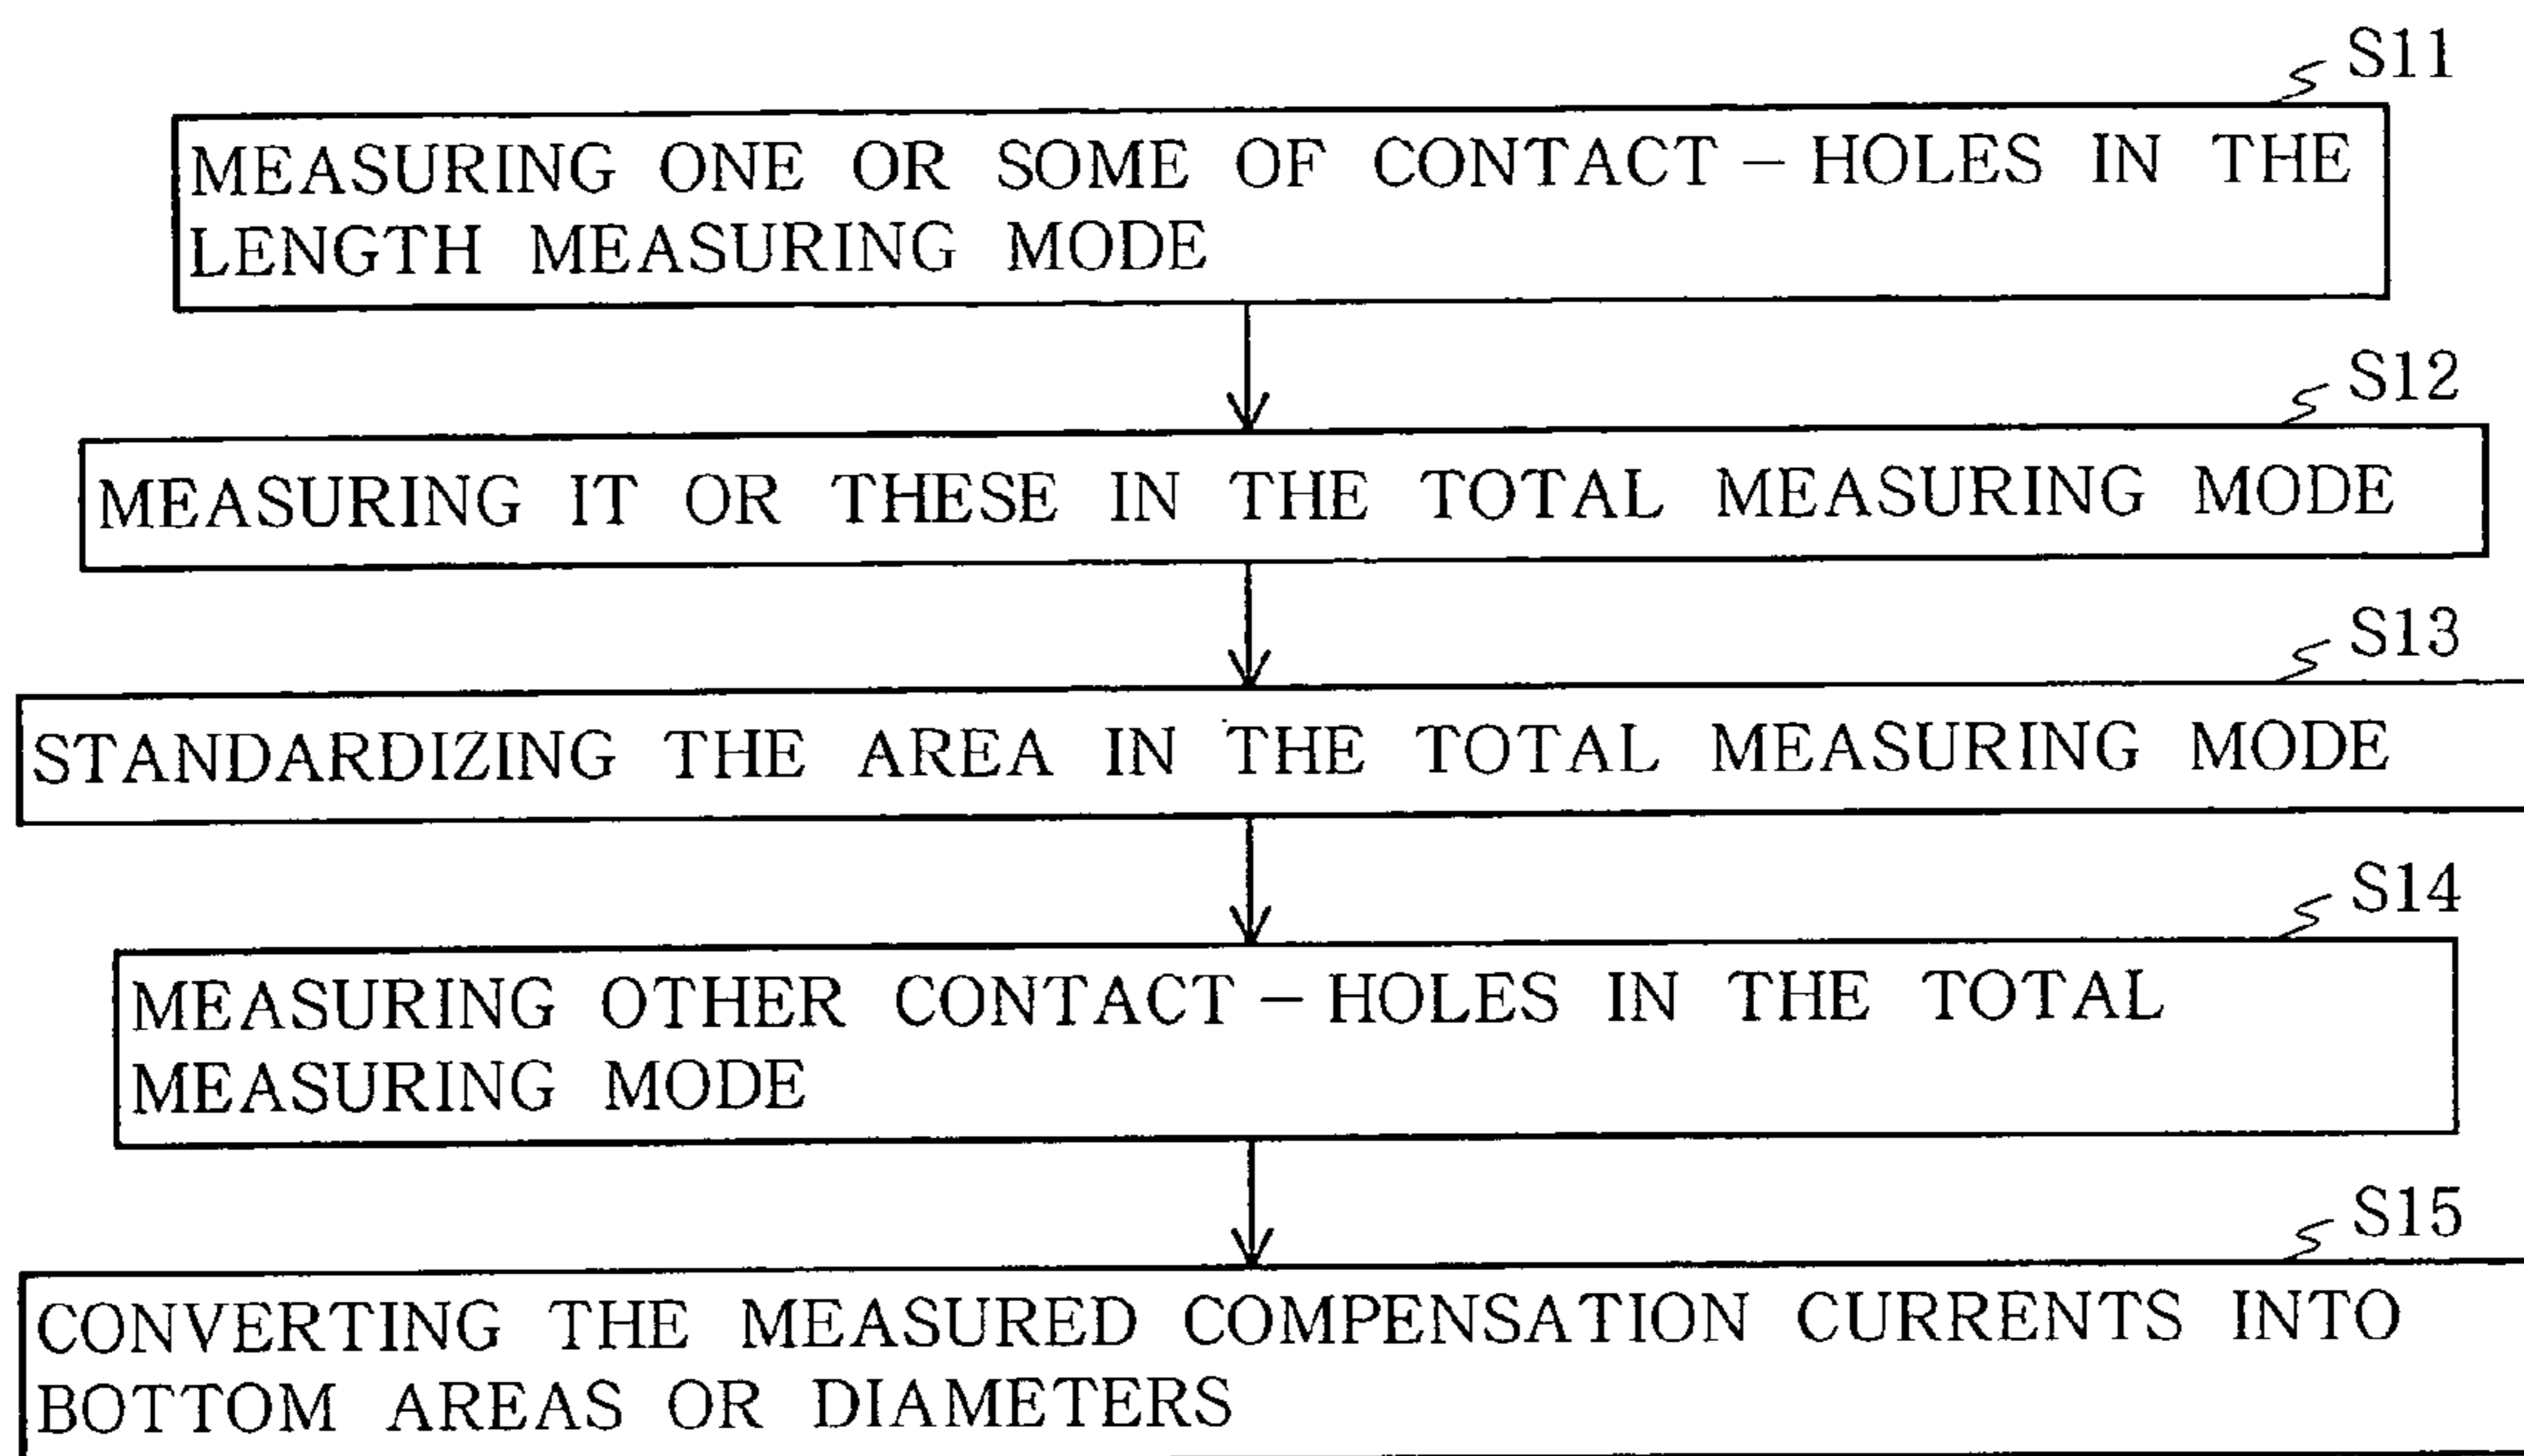 S11
MEASURING ONE OR SOME OF CONTACT-HOLES IN THE
LENGTH MEASURING MODE
S12
MEASURING IT OR THESE IN THE TOTAL MEASURING MODE
S13
STANDARDIZING THE AREA IN THE TOTAL MEASURING MODE
S14
MEASURING OTHER CONTACT-HOLES IN THE TOTAL
MEASURING MODE
S15
CONVERTING THE MEASURED COMPENSATION CURRENTS INTO
BOTTOM AREAS OR DIAMETERS